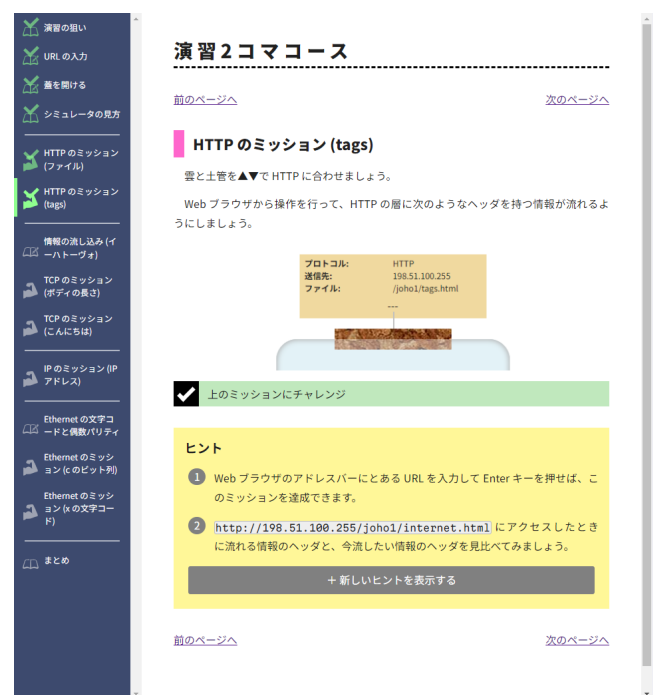 演習の狙い
URL の入力
蓋を開ける
シミュレータの見方
HTTP のミッション
(ファイル)
HTTP のミッション
(tags)
情報の流し込み (イ
ーハトーヴォ)
TCP のミッション
(ボディの長さ)
TCP のミッション
(こんにちは)
IP のミッション (IP
アドレス)
Ethernet の文字コ
ードと偶数パリティ
Ethernet のミッシ
ョン (c のビット列)
Ethernet のミッシ
ョン (x の文字コー
ド)
まとめ
演習2コマコース
前のページへ
次のページへ
HTTP のミッション (tags)
雲と土管を▲▼で HTTP に合わせましょう。
Web ブラウザから操作を行って、HTTP の層に次のようなヘッダを持つ情報が流れるよ
うにしましょう。
プロトコル: HTTP
送信先: 198.51.100.255
ファイル: /joho1/tags.html
---
上のミッションにチャレンジ
ヒント
1 Web ブラウザのアドレスバーにとある URL を入力して Enter キーを押せば、こ
のミッションを達成できます。
2 http://198.51.100.255/joho1/internet.html にアクセスしたとき
に流れる情報のヘッダと、今流したい情報のヘッダを見比べてみましょう。
+ 新しいヒントを表示する
前のページへ
次のページへ